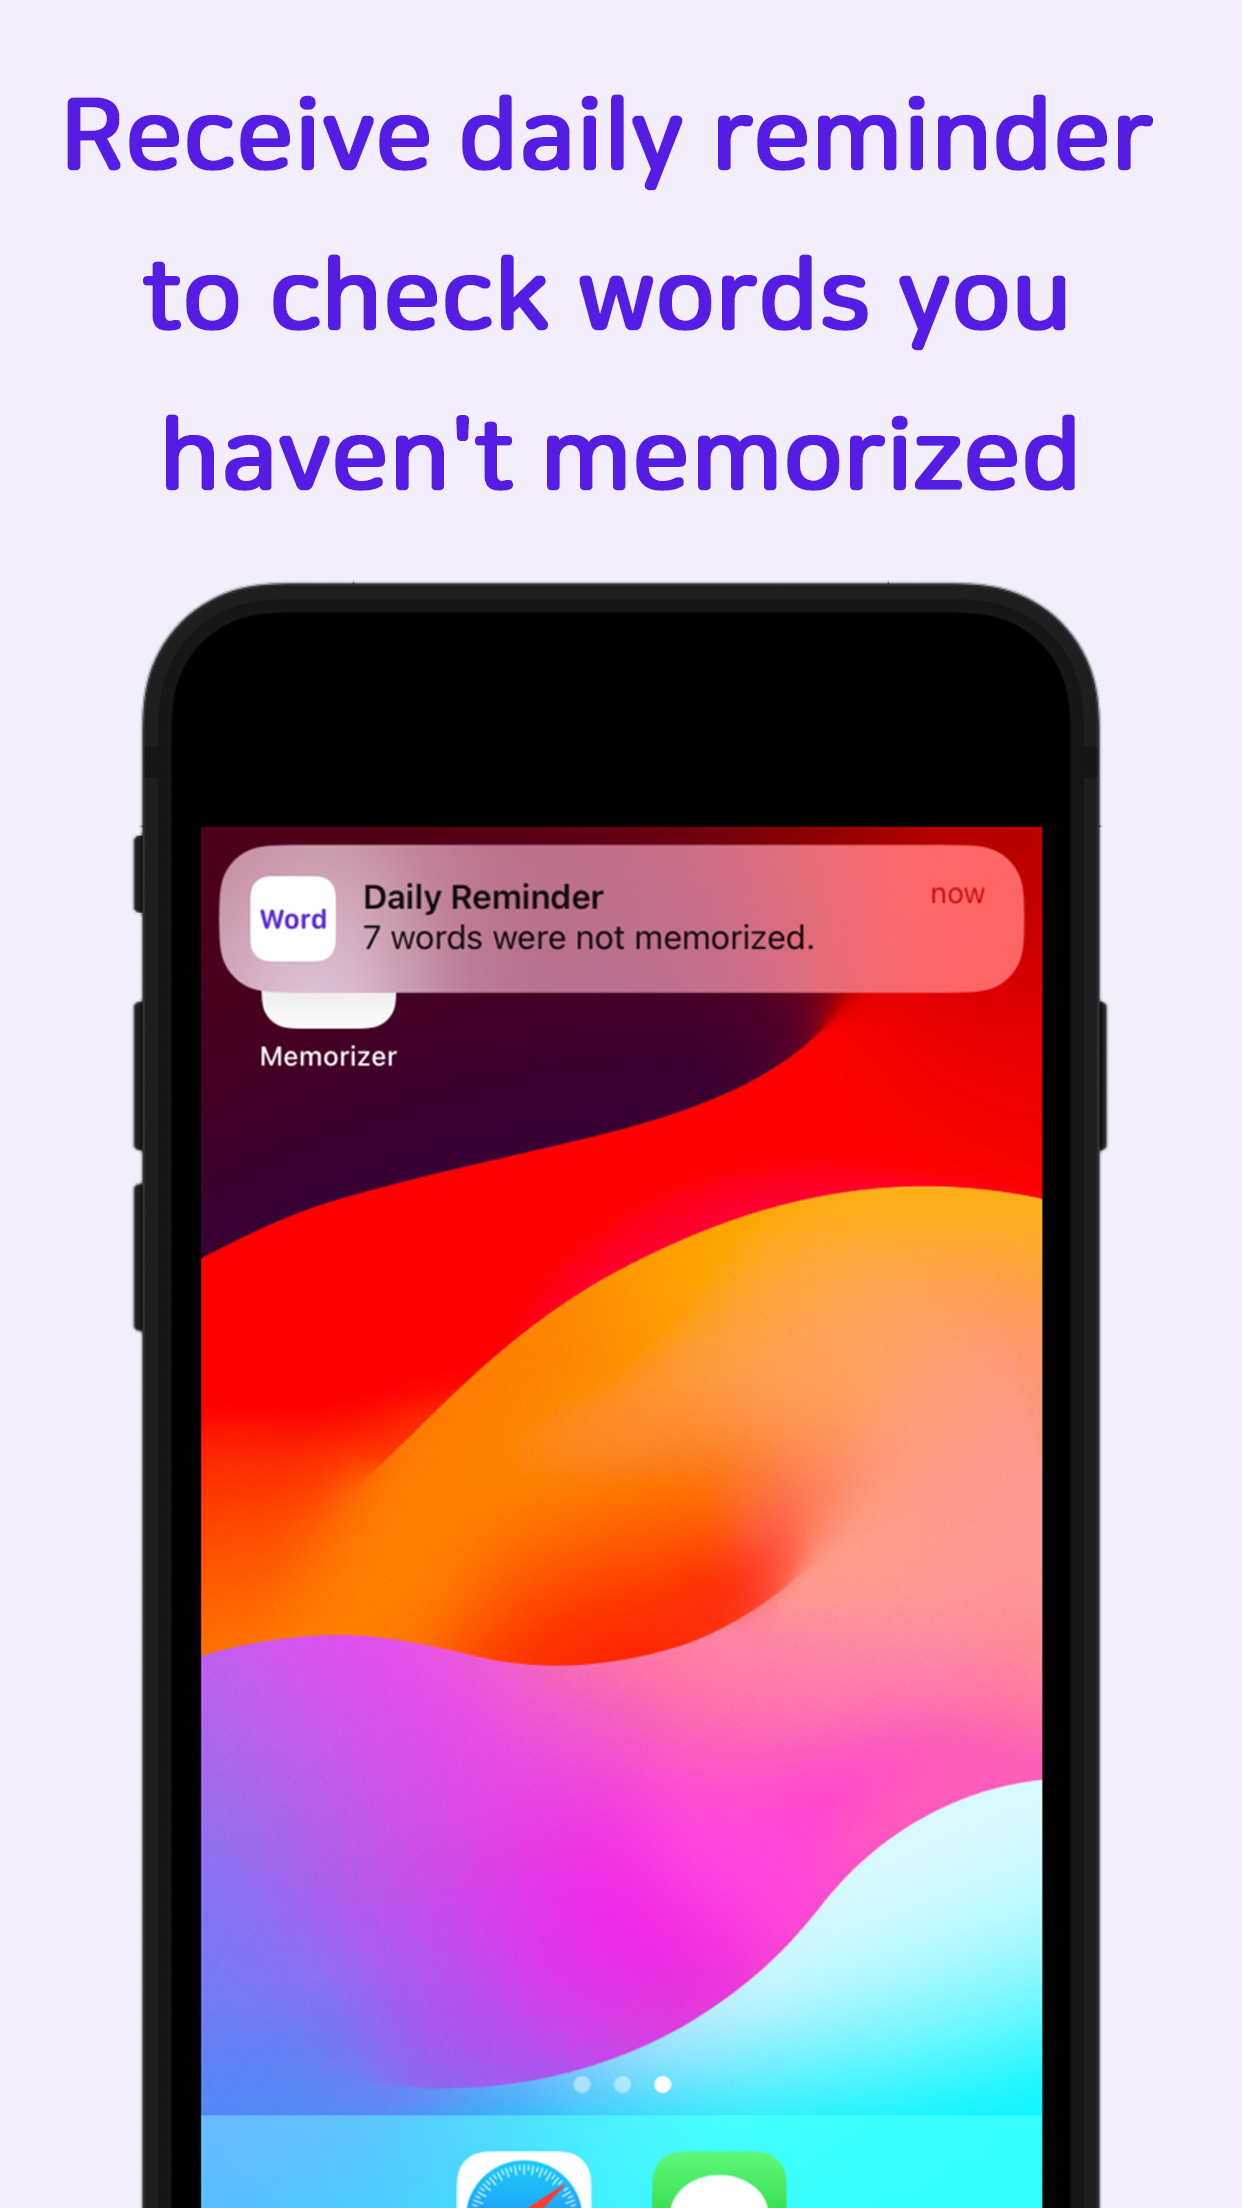 Receive daily reminder
to check words you
haven't memorized
Word
Daily Reminder
now
7 words were not memorized.
Memorizer